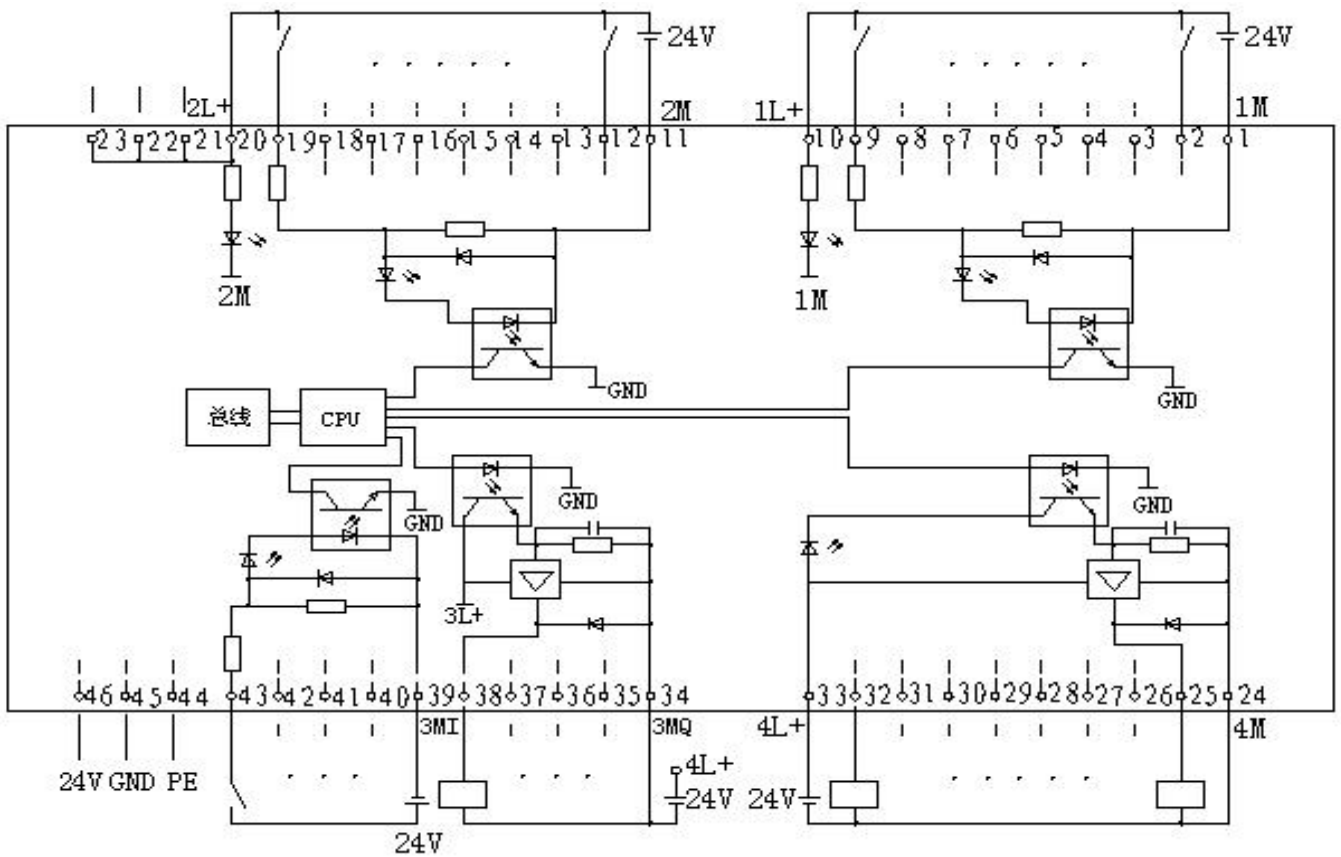 24V
24V
2L+
2M
1L+
1M
23 22 21 20 19 18 17 16 15 14 13 12 11
10 9 8 7 6 5 4 3 2 1
2M
1M
GND
GND
总线
CPU
GND
GND
GND
3L+
46 45 44 43 42 41 40 39 38 37 36 35 34
33 32 31 30 29 28 27 26 25 24
3MI
3MQ
4L+
4M
24V GND PE
4L+
24V
24V
24V